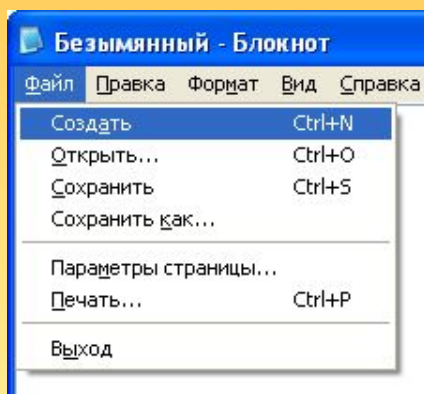 Безымянный - Блокнот
Файл Правка Формат Вид Справка
Создать Ctrl+N
Открыть... Ctrl+O
Сохранить Ctrl+S
Сохранить как...
Параметры страницы...
Печать... Ctrl+P
Выход